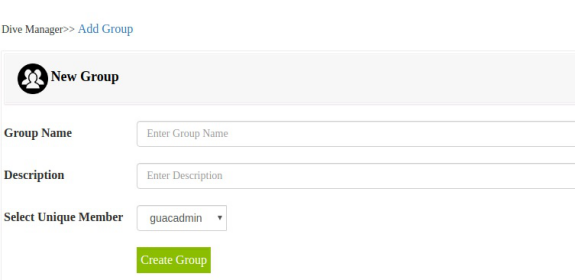 Dive Manager>> Add Group
New Group
Group Name Enter Group Name
Description Enter Description
Select Unique Member guacadmin
Create Group